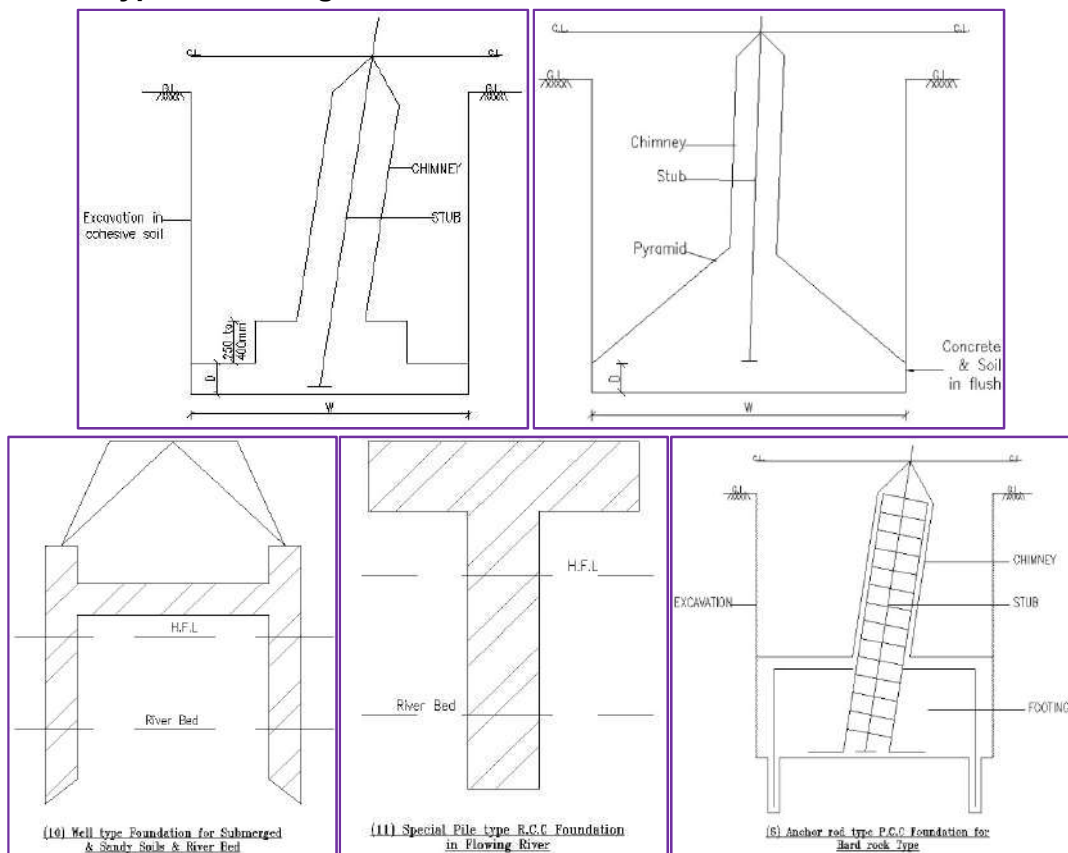 C.L.
C.L.
G.L.
G.L.
CHIMNEY
STUB
Excavation in
cohesive soil
250 to
400mm
D
W
C.L.
C.L.
G.L.
G.L.
Chimney
Stub
Pyramid
Concrete
& Soil
in flush
D
W
H.F.L
River Bed
(10) Well type Foundation for Submerged
& Sandy Soils & River Bed
H.F.L
River Bed
(11) Special Pile type R.C.C Foundation
in Flowing River
C.L.
C.L.
G.L.
G.L.
CHIMNEY
EXCAVATION
STUB
FOOTING
Anchor rod type P.C.C Foundation for
Hard rock Type